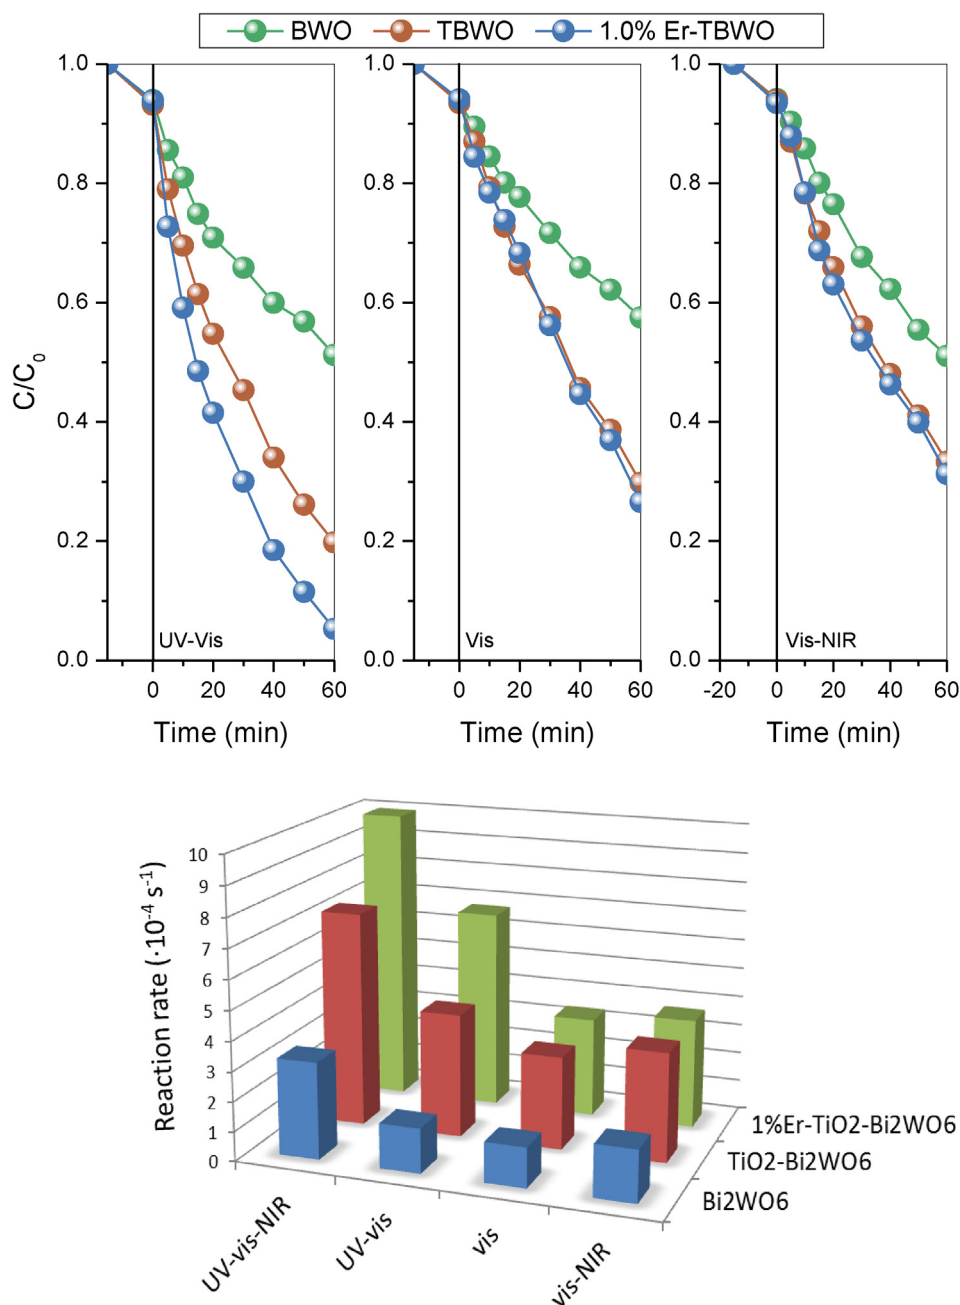 BWO TBWO 1.0% Er-TBWO
1.0 1.0 1.0
0.8 0.8 0.8
0.6 0.6 0.6
C/C0
0.4 0.4 0.4
0.2 0.2 0.2
UV-Vis Vis Vis-NIR
0.0 0.0 0.0
0 20 40 60 0 20 40 60 -20 0 20 40 60
Time (min) Time (min) Time (min)
Reaction rate (·10⁻⁴ s⁻¹)
10
9
8
7
6
5
4
3
2
1
0
1%Er-TiO2-Bi2WO6
TiO2-Bi2WO6
Bi2WO6
UV-vis-NIR
UV-vis
vis
vis-NIR